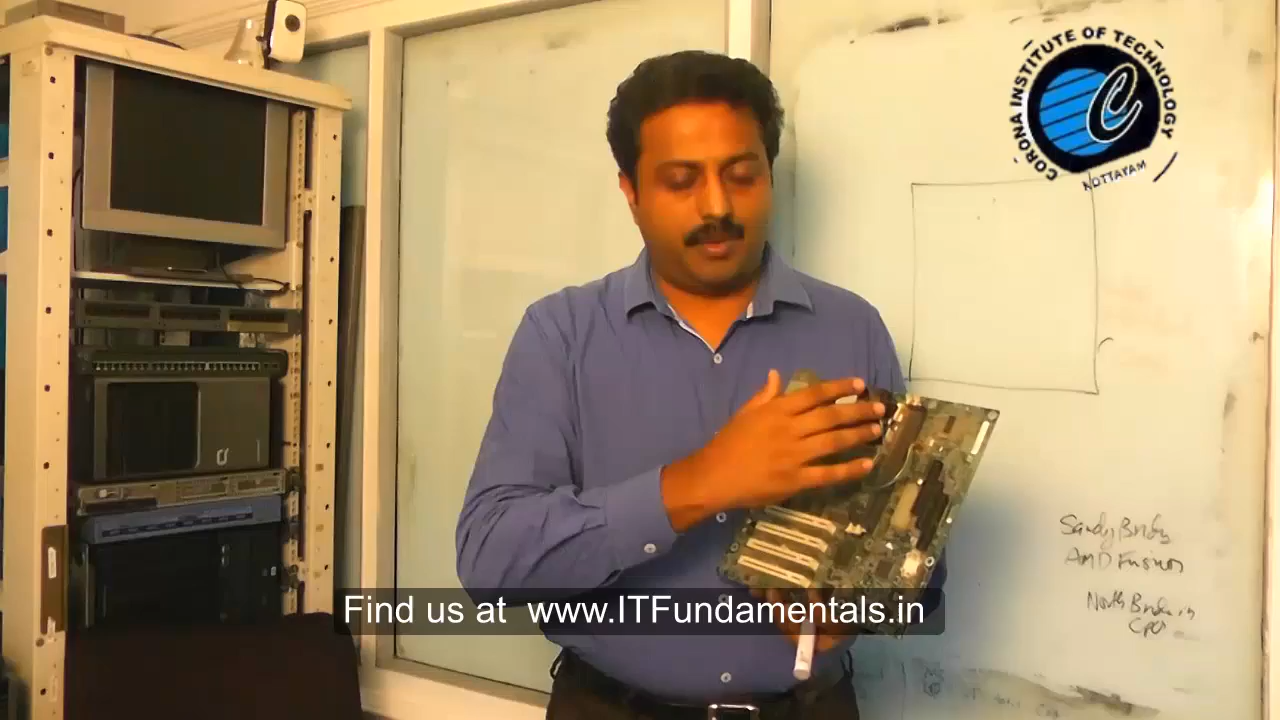 CORONA INSTITUTE OF TECHNOLOGY
C
KOTTAYAM
Sandy Bridge
AMD Fusion
North Bridge in
CPU
Find us at www.ITFundamentals.in